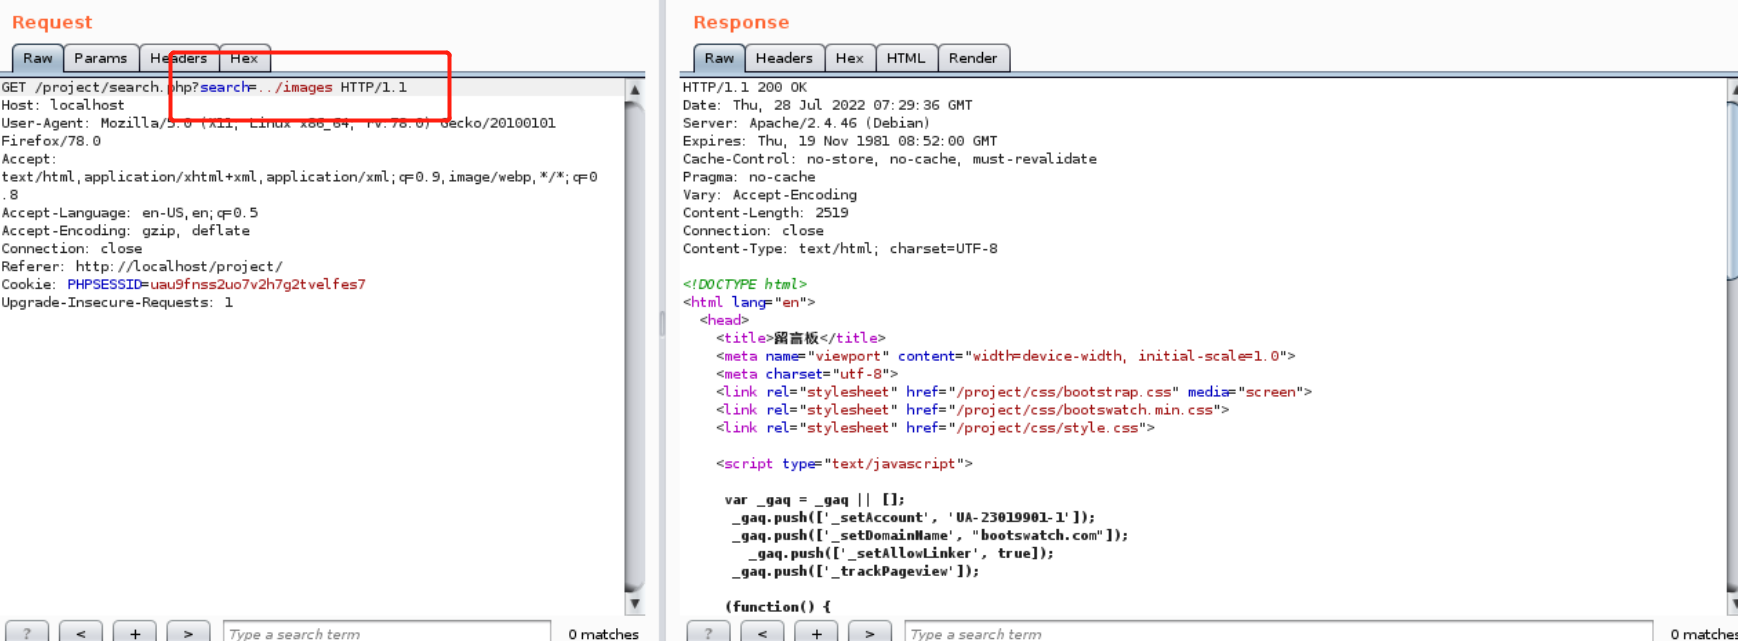 Request
Raw Params Headers Hex
GET /project/search.php?search=../images HTTP/1.1
Host: localhost
User-Agent: Mozilla/5.0 (X11; Linux x86_64; rv:78.0) Gecko/20100101
Firefox/78.0
Accept:
text/html,application/xhtml+xml,application/xml;q=0.9,image/webp,*/*;q=0
.8
Accept-Language: en-US,en;q=0.5
Accept-Encoding: gzip, deflate
Connection: close
Referer: http://localhost/project/
Cookie: PHPSESSID=uau9fnss2uo7v2h7g2tvelfes7
Upgrade-Insecure-Requests: 1
? < + > Type a search term 0 matches
Response
Raw Headers Hex HTML Render
HTTP/1.1 200 OK
Date: Thu, 28 Jul 2022 07:29:36 GMT
Server: Apache/2.4.46 (Debian)
Expires: Thu, 19 Nov 1981 08:52:00 GMT
Cache-Control: no-store, no-cache, must-revalidate
Pragma: no-cache
Vary: Accept-Encoding
Content-Length: 2519
Connection: close
Content-Type: text/html; charset=UTF-8
<!DOCTYPE html>
<html lang="en">
<head>
<title>留言板</title>
<meta name="viewport" content="width=device-width, initial-scale=1.0">
<meta charset="utf-8">
<link rel="stylesheet" href="/project/css/bootstrap.css" media="screen">
<link rel="stylesheet" href="/project/css/bootswatch.min.css">
<link rel="stylesheet" href="/project/css/style.css">
<script type="text/javascript">
var _gaq = _gaq || [];
_gaq.push(['_setAccount', 'UA-23019901-1']);
_gaq.push(['_setDomainName', "bootswatch.com"]);
_gaq.push(['_setAllowLinker', true]);
_gaq.push(['_trackPageview']);
(function() {
? < + > Type a search term 0 matches